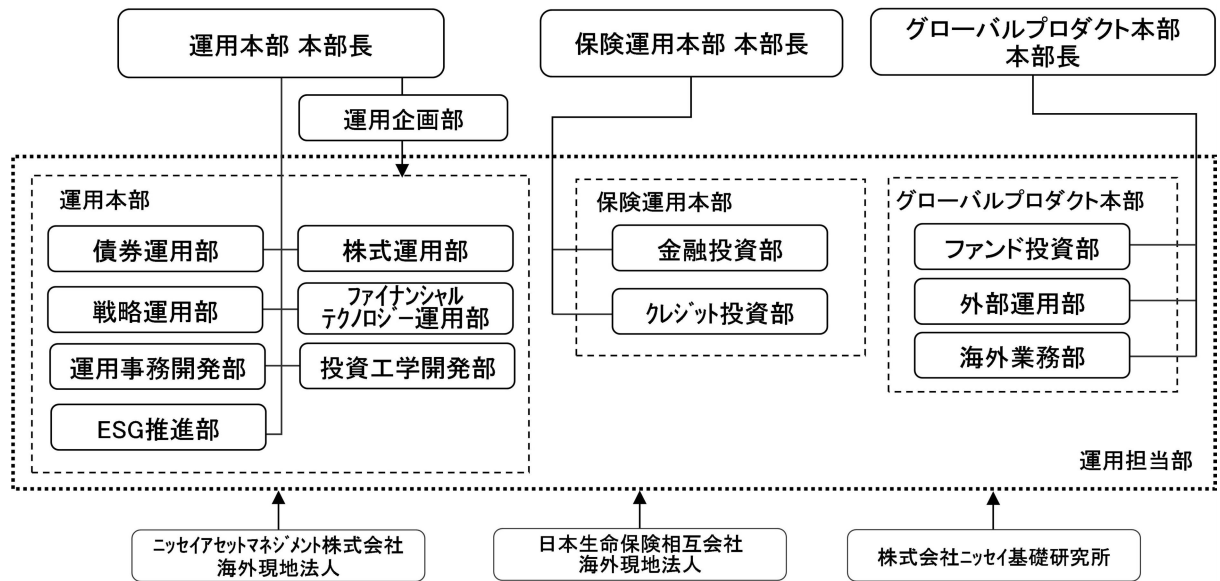 運用本部 本部長
保険運用本部 本部長
グローバルプロダクト本部
本部長
運用企画部
運用本部
債券運用部
株式運用部
戦略運用部
ファイナンシャル
テクノロジー運用部
運用事務開発部
投資工学開発部
ESG推進部
保険運用本部
金融投資部
クレジット投資部
グローバルプロダクト本部
ファンド投資部
外部運用部
海外業務部
運用担当部
ニッセイアセットマネジメント株式会社
海外現地法人
日本生命保険相互会社
海外現地法人
株式会社ニッセイ基礎研究所